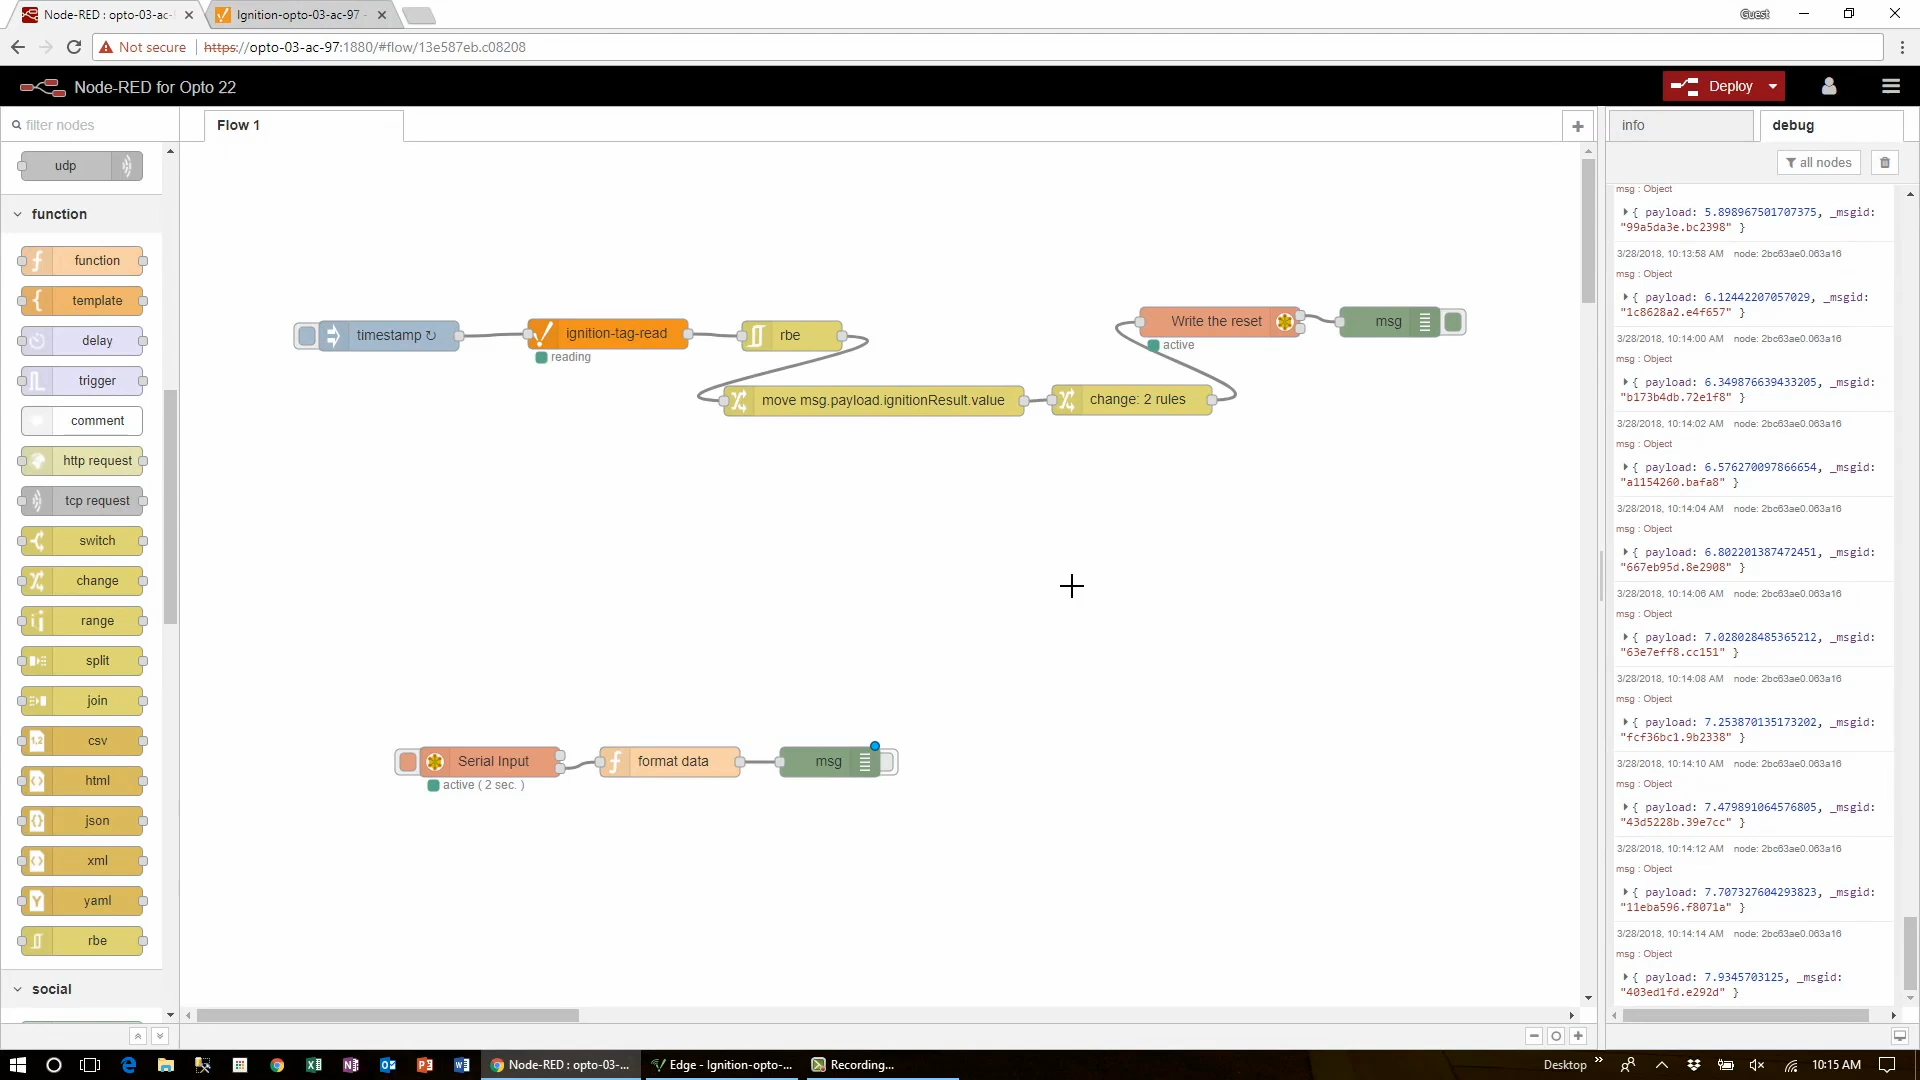 Node-RED : opto-03-ac-
Ignition-opto-03-ac-97 -
Guest
Not secure
https://opto-03-ac-97:1880/#flow/13e587eb.c08208
Node-RED for Opto 22
Deploy
filter nodes
Flow 1
info
debug
all nodes
udp
function
function
template
delay
trigger
comment
http request
tcp request
switch
change
range
split
join
csv
html
json
xml
yaml
rbe
social
timestamp ↻
ignition-tag-read
reading
rbe
move msg.payload.ignitionResult.value
change: 2 rules
Write the reset
active
msg
Serial Input
active ( 2 sec. )
format data
msg
msg : Object
{ payload: 5.898967501707375, _msgid:
"99a5da3e.bc2398" }
3/28/2018, 10:13:58 AM node: 2bc63ae0.063a16
msg : Object
{ payload: 6.12442207057029, _msgid:
"1c8628a2.e4f657" }
3/28/2018, 10:14:00 AM node: 2bc63ae0.063a16
msg : Object
{ payload: 6.349876639433205, _msgid:
"b173b4db.72e1f8" }
3/28/2018, 10:14:02 AM node: 2bc63ae0.063a16
msg : Object
{ payload: 6.576270097866654, _msgid:
"a1154260.bafa8" }
3/28/2018, 10:14:04 AM node: 2bc63ae0.063a16
msg : Object
{ payload: 6.802201387472451, _msgid:
"667eb95d.8e2908" }
3/28/2018, 10:14:06 AM node: 2bc63ae0.063a16
msg : Object
{ payload: 7.028028485365212, _msgid:
"63e7eff8.cc151" }
3/28/2018, 10:14:08 AM node: 2bc63ae0.063a16
msg : Object
{ payload: 7.253870135173202, _msgid:
"fcf36bc1.9b2338" }
3/28/2018, 10:14:10 AM node: 2bc63ae0.063a16
msg : Object
{ payload: 7.479891064576805, _msgid:
"43d5228b.39e7cc" }
3/28/2018, 10:14:12 AM node: 2bc63ae0.063a16
msg : Object
{ payload: 7.707327604293823, _msgid:
"11eba596.f8071a" }
3/28/2018, 10:14:14 AM node: 2bc63ae0.063a16
msg : Object
{ payload: 7.9345703125, _msgid:
"403ed1fd.e292d" }
Node-RED : opto-03-...
Edge - Ignition-opto-...
Recording...
Desktop
10:15 AM